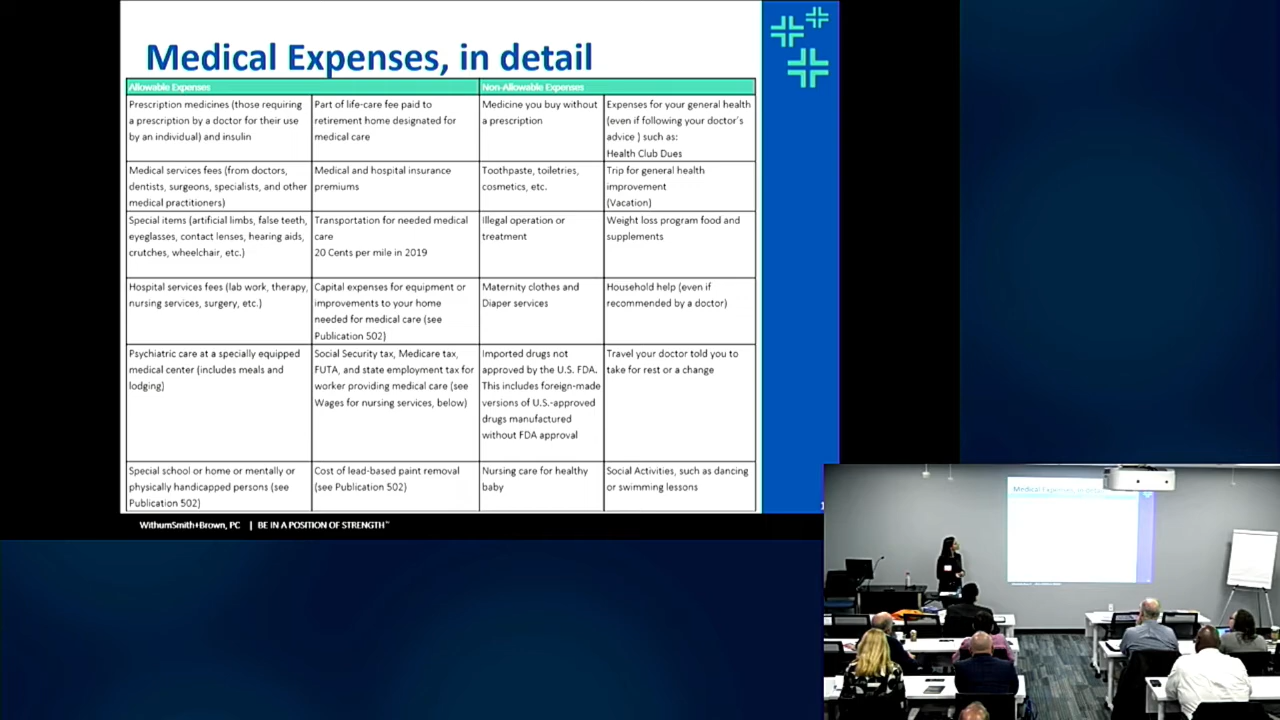 Medical Expenses, in detail
Allowable Expenses
Non-Allowable Expenses
Prescription medicines (those requiring
a prescription by a doctor for their use
by an individual) and insulin
Part of life-care fee paid to
retirement home designated for
medical care
Medicine you buy without
a prescription
Expenses for your general health
(even if following your doctor's
advice ) such as:
Health Club Dues
Medical services fees (from doctors,
dentists, surgeons, specialists, and other
medical practitioners)
Medical and hospital insurance
premiums
Toothpaste, toiletries,
cosmetics, etc.
Trip for general health
improvement
(Vacation)
Special items (artificial limbs, false teeth,
eyeglasses, contact lenses, hearing aids,
crutches, wheelchair, etc.)
Transportation for needed medical
care
20 Cents per mile in 2019
Illegal operation or
treatment
Weight loss program food and
supplements
Hospital services fees (lab work, therapy,
nursing services, surgery, etc.)
Capital expenses for equipment or
improvements to your home
needed for medical care (see
Publication 502)
Maternity clothes and
Diaper services
Household help (even if
recommended by a doctor)
Psychiatric care at a specially equipped
medical center (includes meals and
lodging)
Social Security tax, Medicare tax,
FUTA, and state employment tax for
worker providing medical care (see
Wages for nursing services, below)
Imported drugs not
approved by the U.S. FDA.
This includes foreign-made
versions of U.S.-approved
drugs manufactured
without FDA approval
Travel your doctor told you to
take for rest or a change
Special school or home or mentally or
physically handicapped persons (see
Publication 502)
Cost of lead-based paint removal
(see Publication 502)
Nursing care for healthy
baby
Social Activities, such as dancing
or swimming lessons
WithumSmith+Brown, PC | BE IN A POSITION OF STRENGTH℠
Medical Expenses, in detail